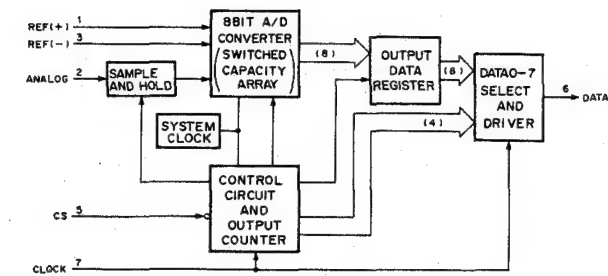 REF(+) 1
REF(-) 3
ANALOG 2
SAMPLE
AND HOLD
8BIT A/D
CONVERTER
(SWITCHED
CAPACITY
ARRAY)
(8)
OUTPUT
DATA
REGISTER
(8)
DATA0-7
SELECT
AND
DRIVER
6 DATA
SYSTEM
CLOCK
(4)
CONTROL
CIRCUIT
AND
OUTPUT
COUNTER
CS 5
CLOCK 7